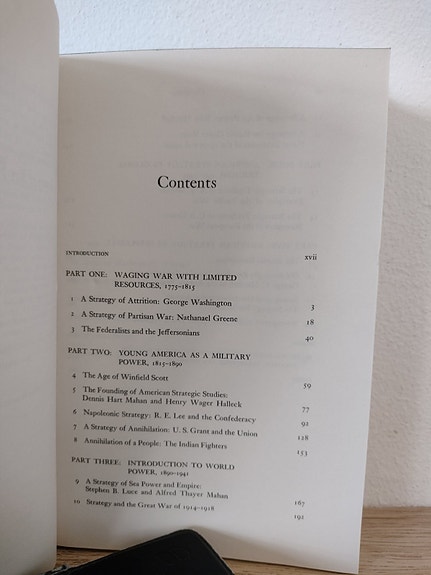 Contents
INTRODUCTION xvii
PART ONE: WAGING WAR WITH LIMITED
RESOURCES, 1775–1815
1 A Strategy of Attrition: George Washington 3
2 A Strategy of Partisan War: Nathanael Greene 18
3 The Federalists and the Jeffersonians 40
PART TWO: YOUNG AMERICA AS A MILITARY
POWER, 1815–1890
4 The Age of Winfield Scott 59
5 The Founding of American Strategic Studies:
Dennis Hart Mahan and Henry Wager Halleck 77
6 Napoleonic Strategy: R. E. Lee and the Confederacy 92
7 A Strategy of Annihilation: U. S. Grant and the Union 128
8 Annihilation of a People: The Indian Fighters 153
PART THREE: INTRODUCTION TO WORLD
POWER, 1890–1941
9 A Strategy of Sea Power and Empire:
Stephen B. Luce and Alfred Thayer Mahan 167
10 Strategy and the Great War of 1914–1918 192